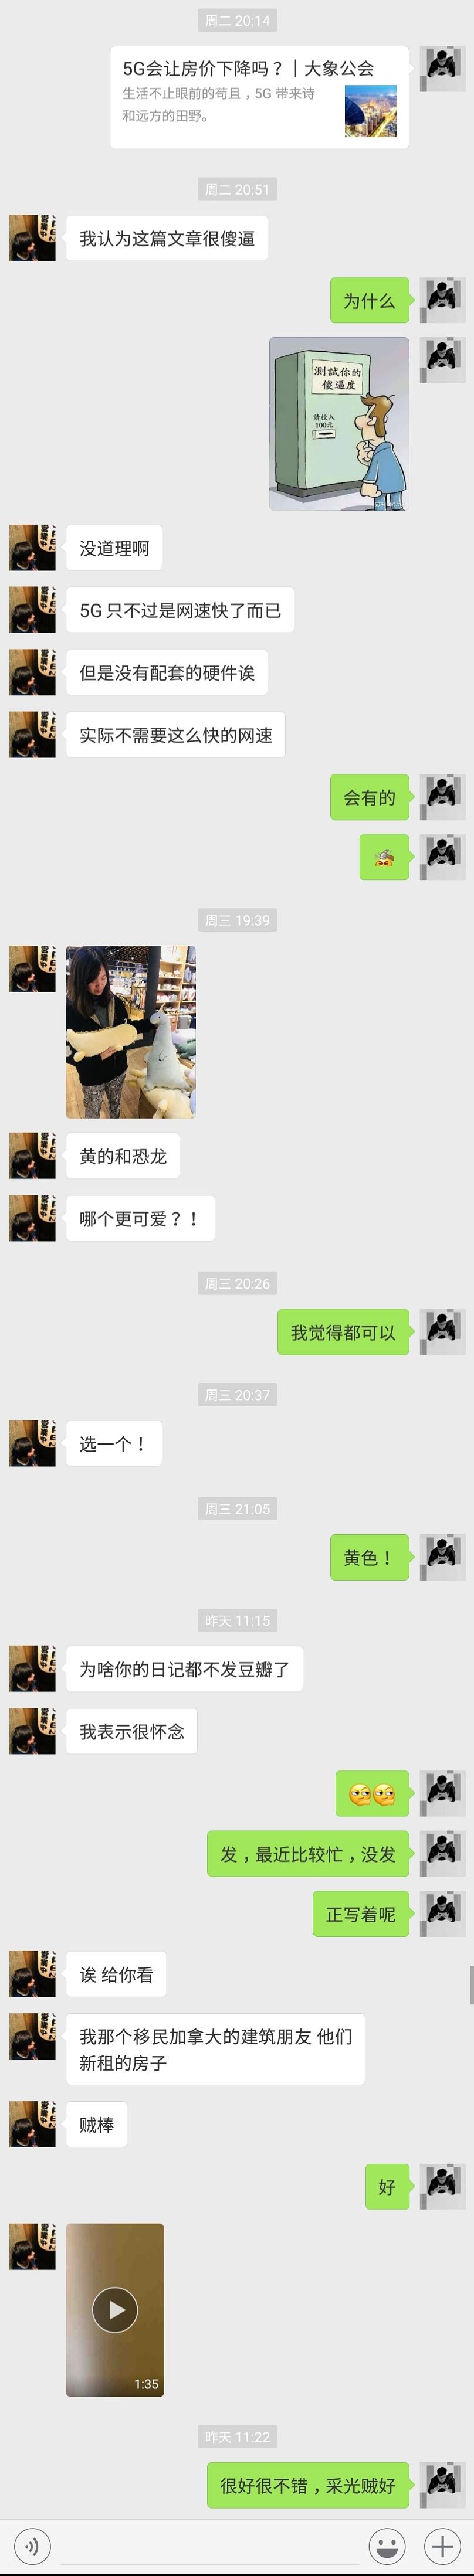 周二 20:14
5G会让房价下降吗？｜大象公会
生活不止眼前的苟且，5G 带来诗
和远方的田野。
周二 20:51
我认为这篇文章很傻逼
为什么
測試你的
傻逼度
请投入
100元
没道理啊
5G 只不过是网速快了而已
但是没有配套的硬件诶
实际不需要这么快的网速
会有的
周三 19:39
黄的和恐龙
哪个更可爱？！
周三 20:26
我觉得都可以
周三 20:37
选一个！
周三 21:05
黄色！
昨天 11:15
为啥你的日记都不发豆瓣了
我表示很怀念
发，最近比较忙，没发
正写着呢
诶 给你看
我那个移民加拿大的建筑朋友 他们
新租的房子
贼棒
好
1:35
昨天 11:22
很好很不错，采光贼好